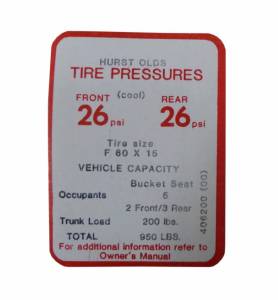 HURST OLDS
TIRE PRESSURES
FRONT (cool) REAR
26 psi 26 psi
Tire size
F 60 X 15
VEHICLE CAPACITY
Bucket Seat
Occupants 5
2 Front/3 Rear
Trunk Load 200 lbs.
TOTAL 950 LBS.
For additional information refer to
Owner's Manual
406200 (00)